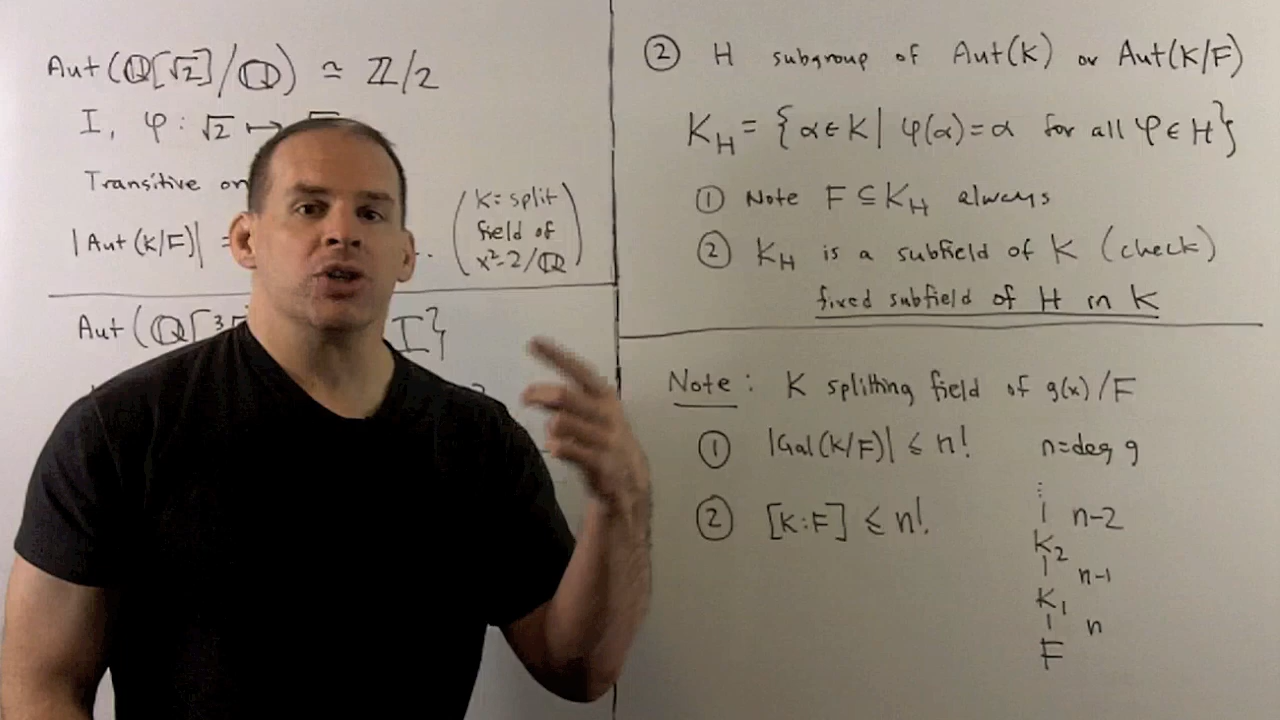 Aut(ℚ[√2]/ℚ) ≃ ℤ/2
I, φ: √2 ↦
Transitive on
|Aut(K/F)| =
(K = split
field of
x²-2/ℚ)
Aut(ℚ[³ I}
② H subgroup of Aut(K) or Aut(K/F)
K_H = {α ∈ K | φ(α) = α for all φ ∈ H}
① Note F ⊆ K_H always
② K_H is a subfield of K (check)
fixed subfield of H in K
Note: K splitting field of g(x)/F
① |Gal(K/F)| ≤ n! n = deg g
② [K:F] ≤ n!
⋮
| n-2
K₂
| n-1
K₁
| n
F